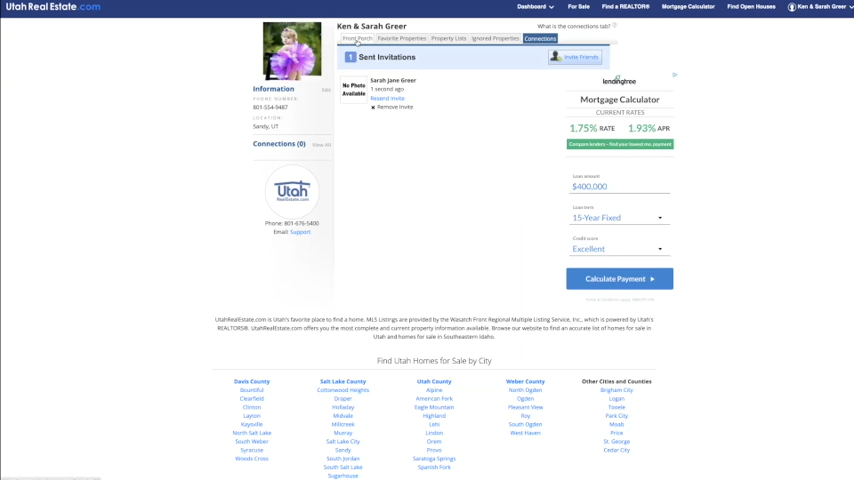 Utah Real Estate.com
Dashboard
For Sale
Find a REALTOR®
Mortgage Calculator
Find Open Houses
Ken & Sarah Greer
Ken & Sarah Greer
What is the connections tab?
Front Porch
Favorite Properties
Property Lists
Ignored Properties
Connections
1 Sent Invitations
Invite Friends
No Photo Available
Sarah Jane Greer
1 second ago
Resend Invite
✖ Remove Invite
Information
Edit
PHONE NUMBER:
801-554-9487
LOCATION:
Sandy, UT
Connections (0)
View All
Utah
RealEstate.com
Phone: 801-676-5400
Email: Support
lendingtree
Mortgage Calculator
CURRENT RATES
1.75% RATE 1.93% APR
Compare lenders - find your lowest mo. payment
Loan amount
$400,000
Loan term
15-Year Fixed
Credit score
Excellent
Calculate Payment
UtahRealEstate.com is Utah's favorite place to find a home. MLS Listings are provided by the Wasatch Front Regional Multiple Listing Service, Inc., which is powered by Utah's
REALTORS®. UtahRealEstate.com offers you the most complete and current property information available. Browse our website to find an accurate list of homes for sale in
Utah and homes for sale in Southeastern Idaho.
Find Utah Homes for Sale by City
Davis County
Bountiful
Clearfield
Clinton
Layton
Kaysville
North Salt Lake
South Weber
Syracuse
Woods Cross
Salt Lake County
Cottonwood Heights
Draper
Holladay
Midvale
Millcreek
Murray
Salt Lake City
Sandy
South Jordan
South Salt Lake
Sugarhouse
Utah County
Alpine
American Fork
Eagle Mountain
Highland
Lehi
Lindon
Orem
Provo
Saratoga Springs
Spanish Fork
Weber County
North Ogden
Ogden
Pleasant View
Roy
South Ogden
West Haven
Other Cities and Counties
Brigham City
Logan
Tooele
Park City
Moab
Price
St. George
Cedar City